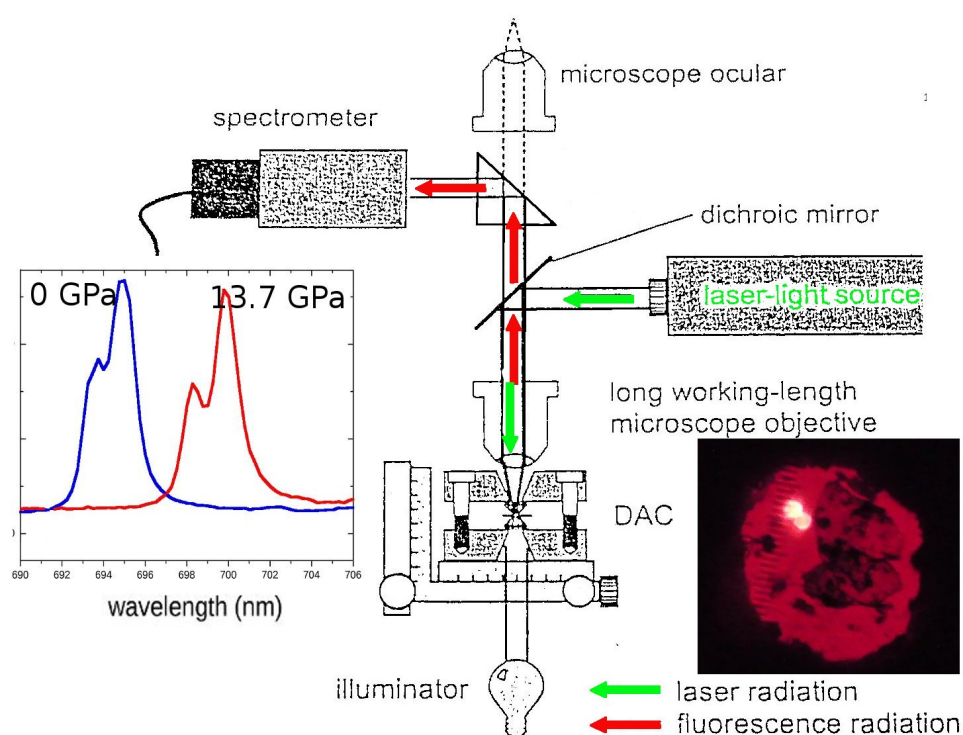 microscope ocular
1
spectrometer
dichroic mirror
0 GPa
13.7 GPa
laser-light source
long working-length
microscope objective
DAC
690 692 694 696 698 700 702 704 706
wavelength (nm)
illuminator
laser radiation
fluorescence radiation